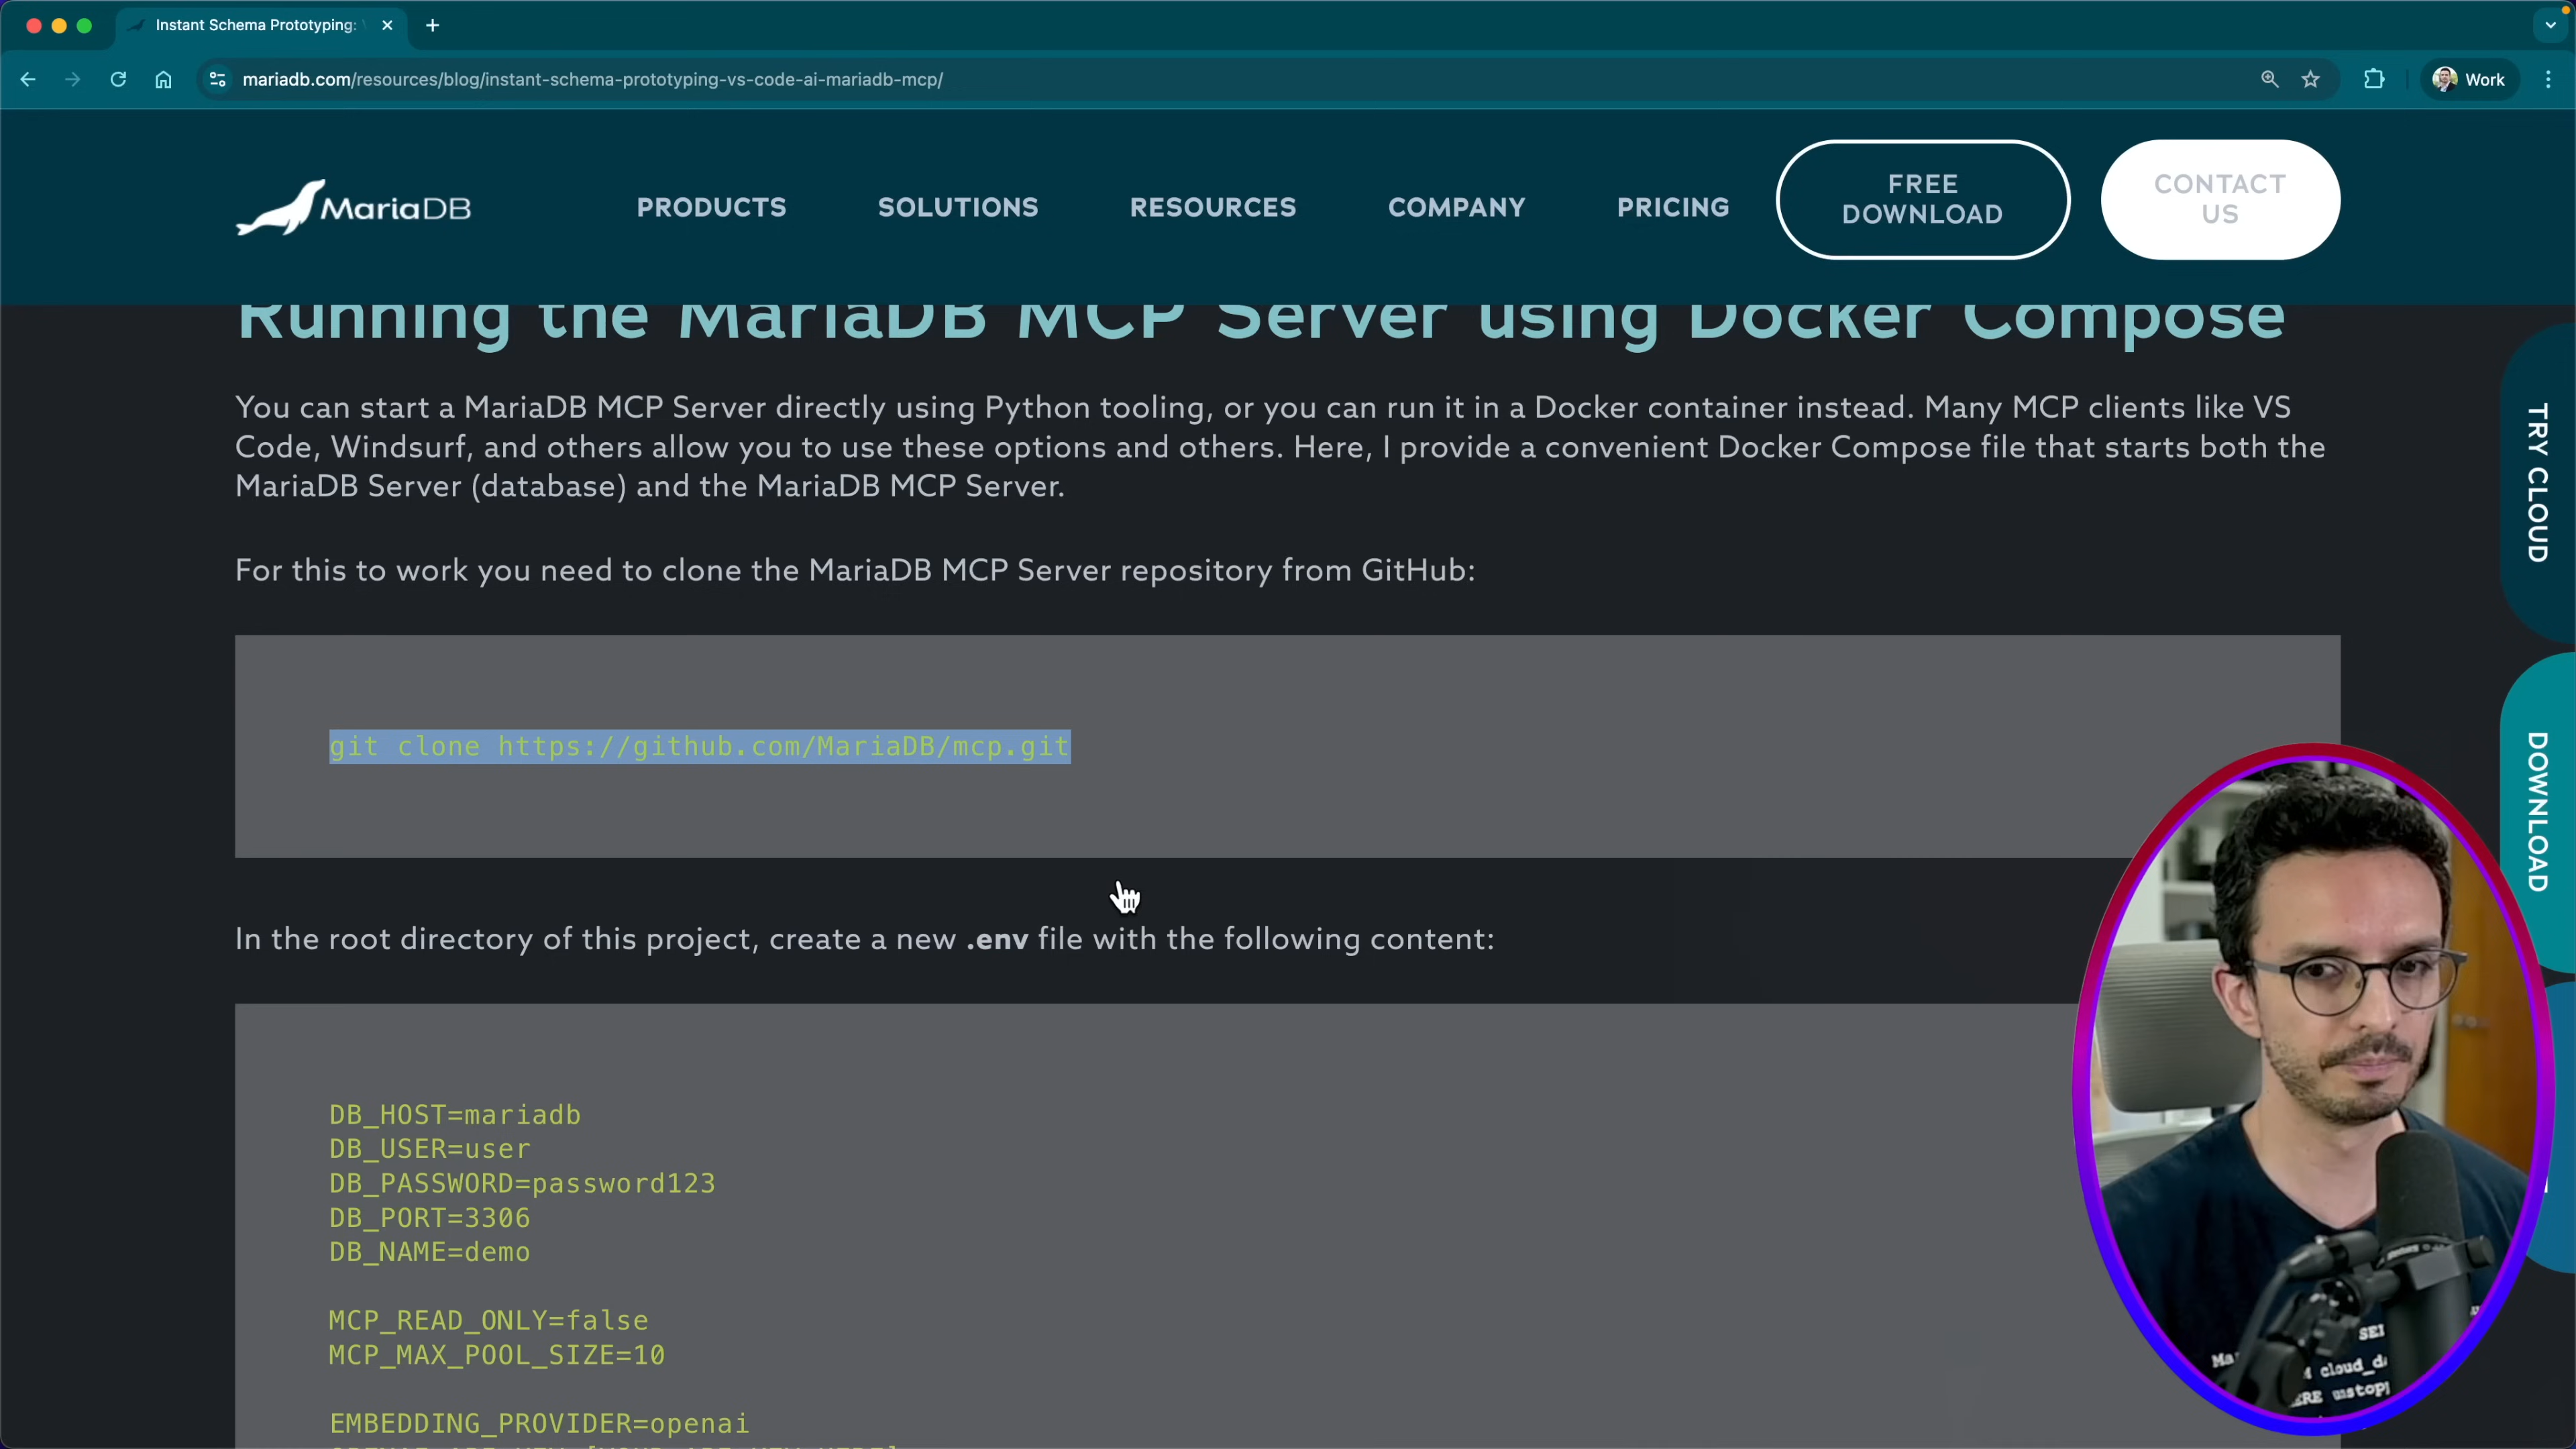 Instant Schema Prototyping:
mariadb.com/resources/blog/instant-schema-prototyping-vs-code-ai-mariadb-mcp/
Work
MariaDB
PRODUCTS
SOLUTIONS
RESOURCES
COMPANY
PRICING
FREE
DOWNLOAD
CONTACT
US
Running the MariaDB MCP Server using Docker Compose
You can start a MariaDB MCP Server directly using Python tooling, or you can run it in a Docker container instead. Many MCP clients like VS
Code, Windsurf, and others allow you to use these options and others. Here, I provide a convenient Docker Compose file that starts both the
MariaDB Server (database) and the MariaDB MCP Server.
For this to work you need to clone the MariaDB MCP Server repository from GitHub:
git clone https://github.com/MariaDB/mcp.git
In the root directory of this project, create a new .env file with the following content:
DB_HOST=mariadb
DB_USER=user
DB_PASSWORD=password123
DB_PORT=3306
DB_NAME=demo
MCP_READ_ONLY=false
MCP_MAX_POOL_SIZE=10
EMBEDDING_PROVIDER=openai
TRY CLOUD
DOWNLOAD